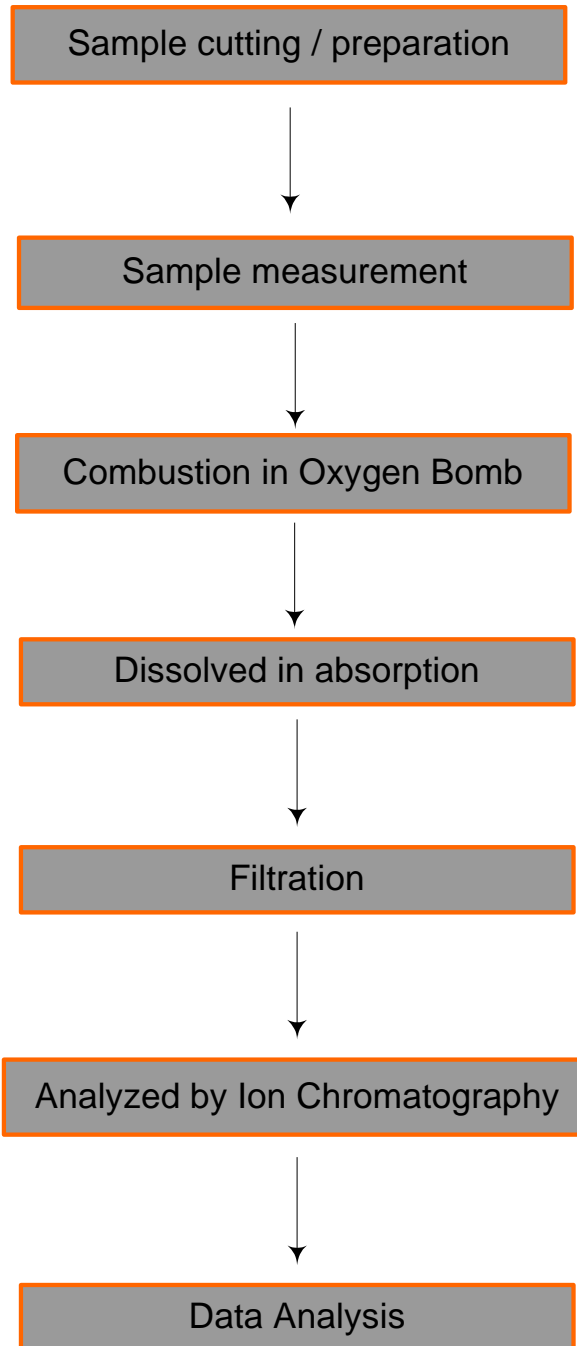 Sample cutting / preparation
Sample measurement
Combustion in Oxygen Bomb
Dissolved in absorption
Filtration
Analyzed by Ion Chromatography
Data Analysis